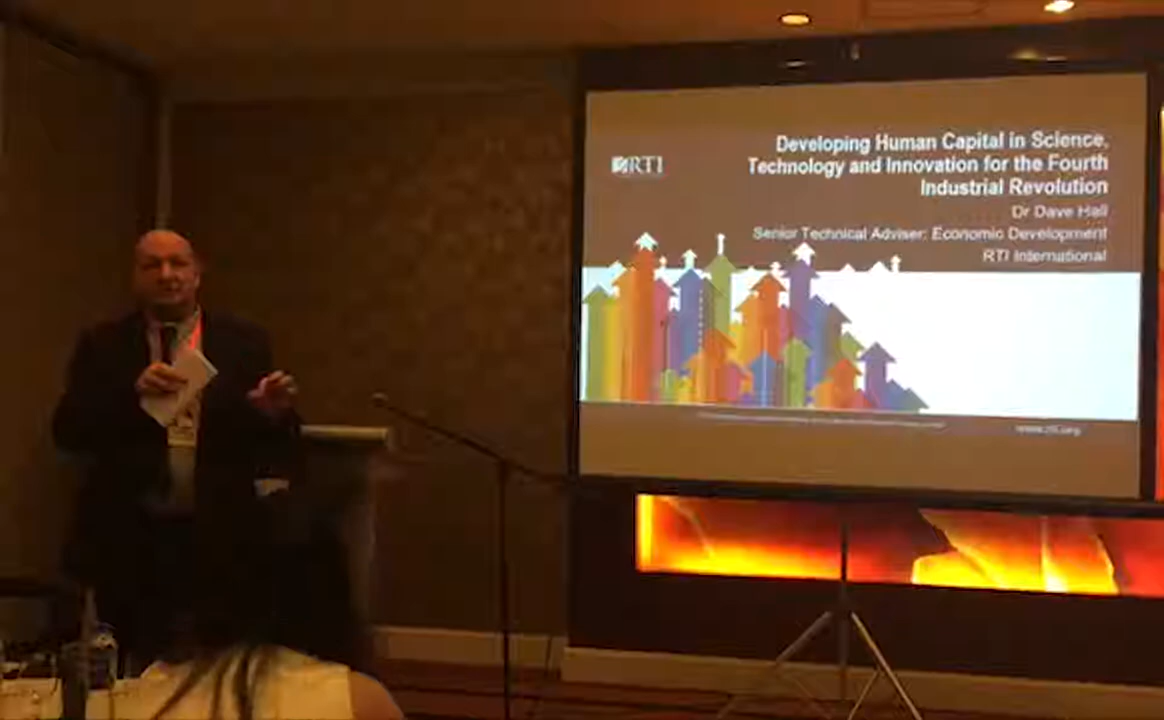 RTI
Developing Human Capital in Science,
Technology and Innovation for the Fourth
Industrial Revolution
Dr Dave Hall
Senior Technical Adviser: Economic Development
RTI International
www.rti.org